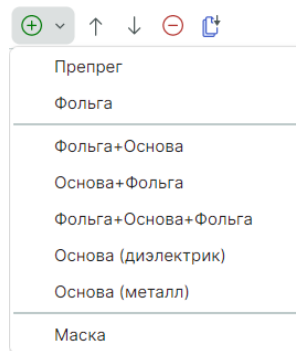 Препрег
Фольга
Фольга+Основа
Основа+Фольга
Фольга+Основа+Фольга
Основа (диэлектрик)
Основа (металл)
Маска